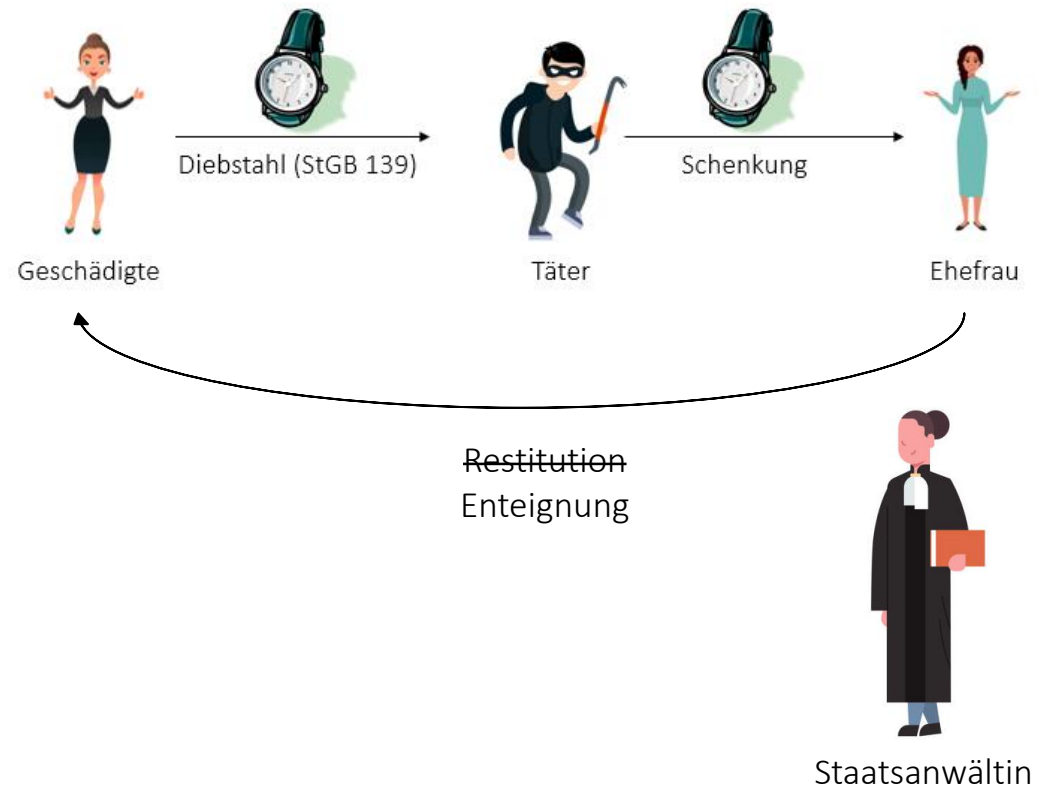 Diebstahl (StGB 139)
Schenkung
Geschädigte
Täter
Ehefrau
Restitution
Enteignung
Staatsanwältin